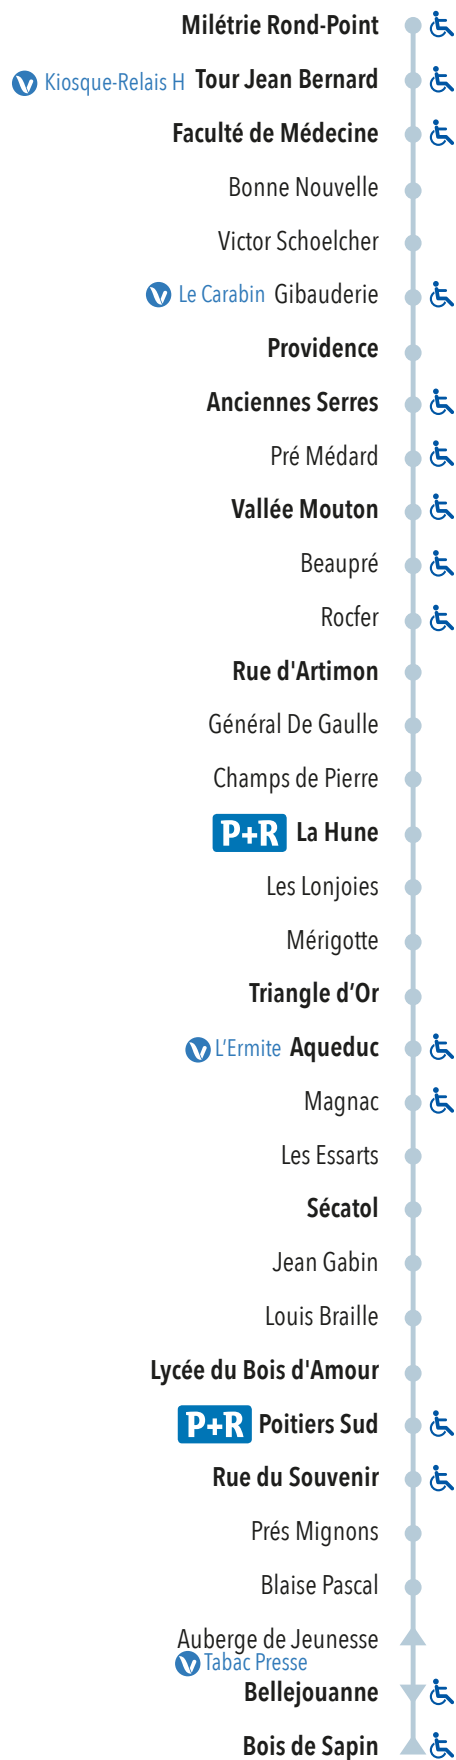 Milétrie Rond-Point
Kiosque-Relais H Tour Jean Bernard
Faculté de Médecine
Bonne Nouvelle
Victor Schoelcher
Le Carabin Gibauderie
Providence
Anciennes Serres
Pré Médard
Vallée Mouton
Beaupré
Rocfer
Rue d'Artimon
Général De Gaulle
Champs de Pierre
P+R La Hune
Les Lonjoies
Mérigotte
Triangle d’Or
L’Ermite Aqueduc
Magnac
Les Essarts
Sécatol
Jean Gabin
Louis Braille
Lycée du Bois d'Amour
P+R Poitiers Sud
Rue du Souvenir
Prés Mignons
Blaise Pascal
Auberge de Jeunesse
Tabac Presse
Bellejouanne
Bois de Sapin